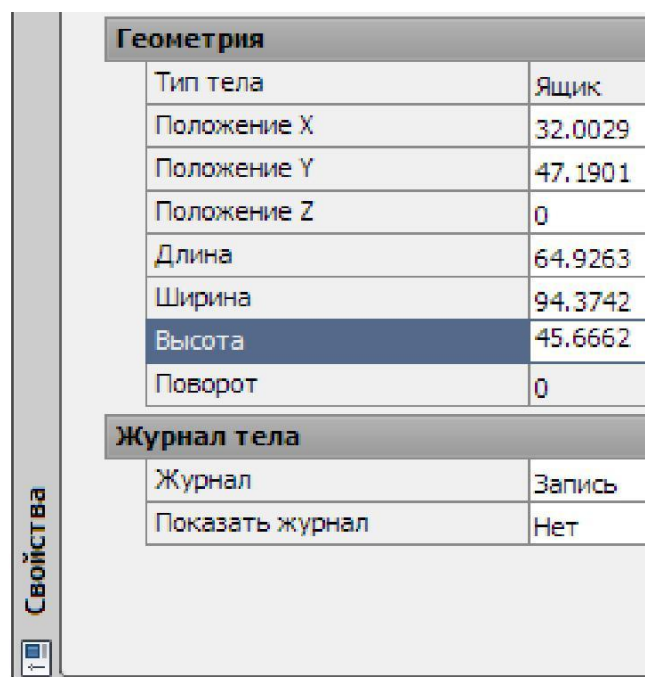 Геометрия
Тип тела Ящик
Положение X 32.0029
Положение Y 47.1901
Положение Z 0
Длина 64.9263
Ширина 94.3742
Высота 45.6662
Поворот 0
Журнал тела
Журнал Запись
Показать журнал Нет
Свойства